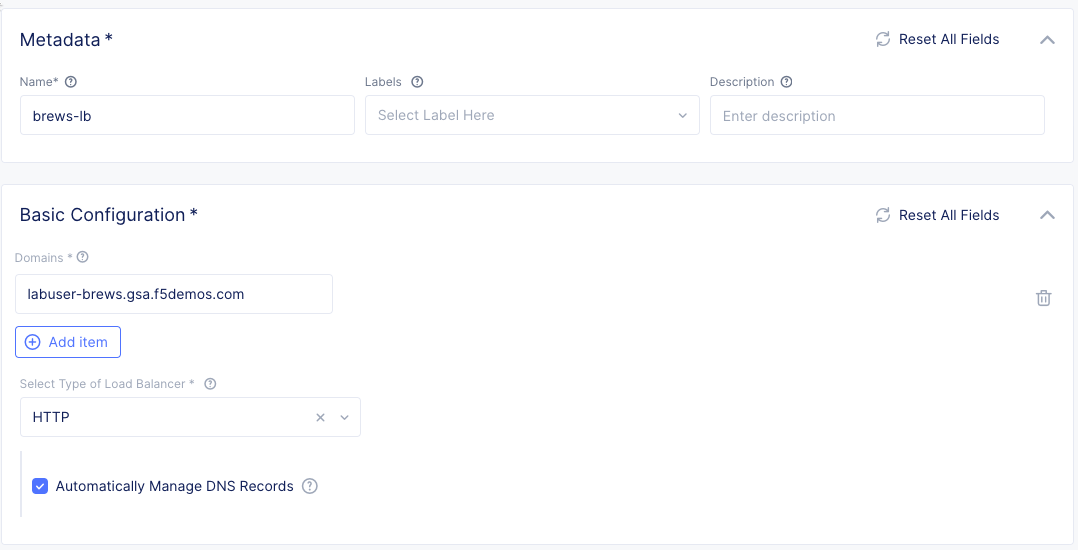 Metadata *
Reset All Fields
Name*
Labels
Description
brews-lb
Select Label Here
Enter description
Basic Configuration *
Reset All Fields
Domains *
labuser-brews.gsa.f5demos.com
Add item
Select Type of Load Balancer *
HTTP
Automatically Manage DNS Records